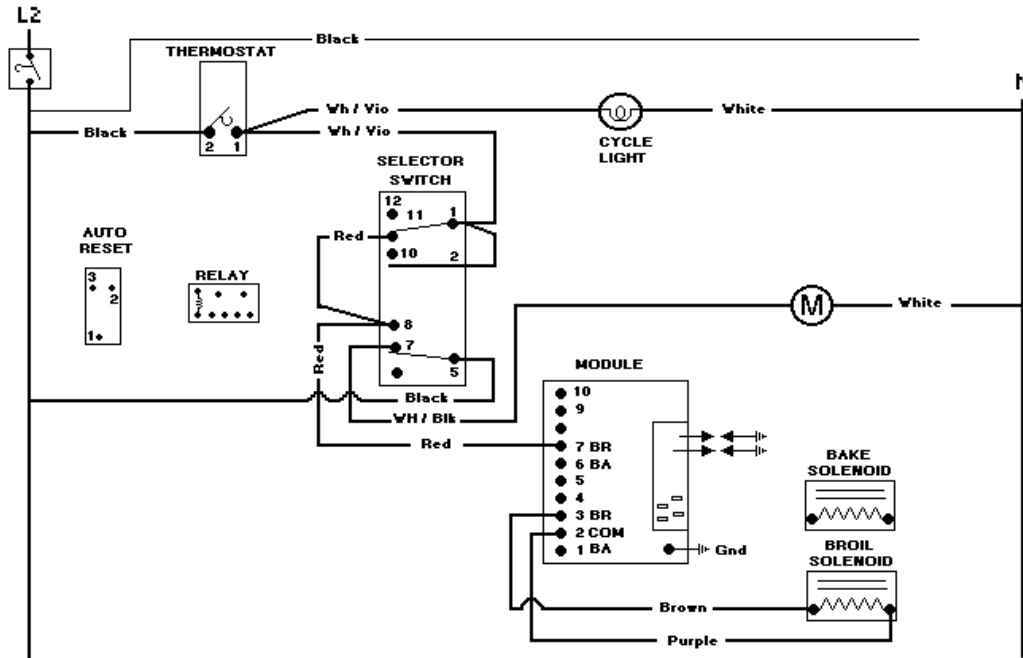 L2
Black
THERMOSTAT
N
Wh / Vio
White
Black
Wh / Vio
2 1
CYCLE
LIGHT
SELECTOR
SWITCH
12
11 1
Red
10 2
AUTO
RESET
3
2
1
RELAY
White
M
8
7
5
Red
MODULE
Black
10
9
WH / Blk
Red
7 BR
6 BA
5
4
3 BR
2 COM
1 BA
Gnd
BAKE
SOLENOID
BROIL
SOLENOID
Brown
Purple